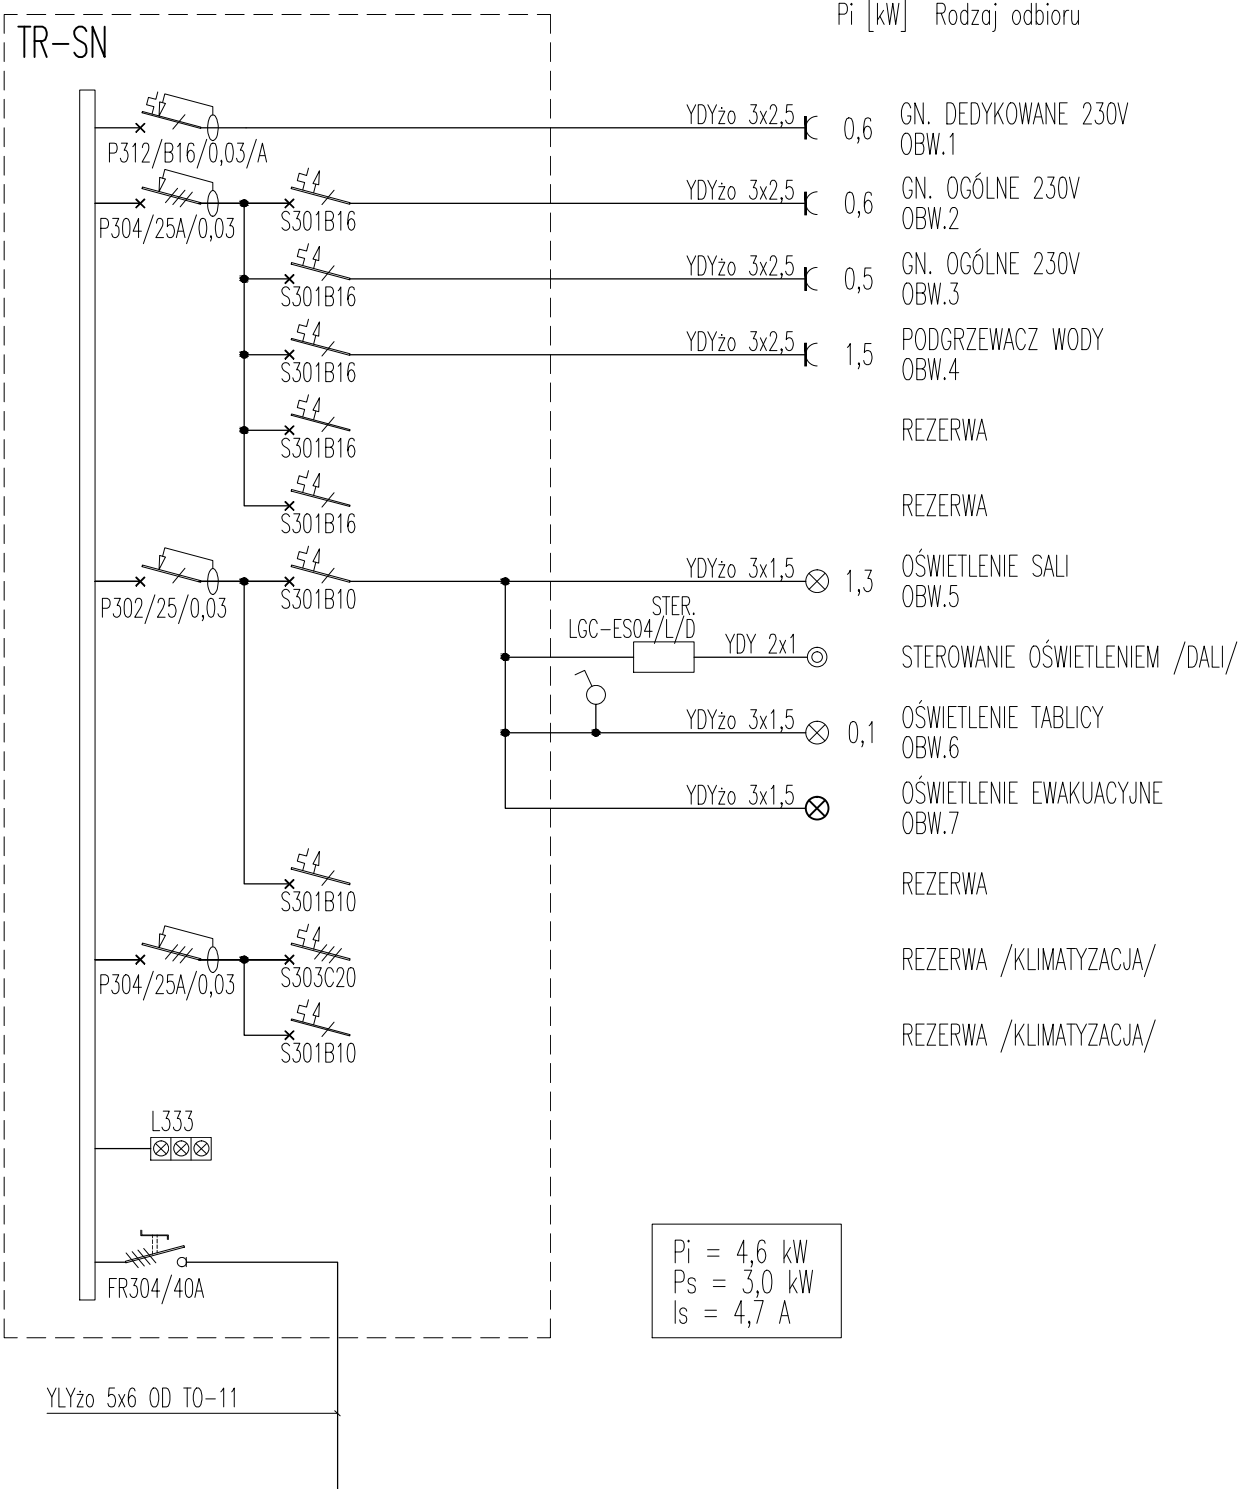 Pi [kW] Rodzaj odbioru
TR-SN
YDYżo 3x2,5 0,6 GN. DEDYKOWANE 230V
OBW.1
P312/B16/0,03/A
YDYżo 3x2,5 0,6 GN. OGÓLNE 230V
OBW.2
P304/25A/0,03 S301B16
YDYżo 3x2,5 0,5 GN. OGÓLNE 230V
OBW.3
S301B16
YDYżo 3x2,5 1,5 PODGRZEWACZ WODY
OBW.4
S301B16
REZERWA
S301B16
REZERWA
S301B16
YDYżo 3x1,5 1,3 OŚWIETLENIE SALI
OBW.5
P302/25/0,03 S301B10
STER.
LGC-ES04/L/D YDY 2x1
STEROWANIE OŚWIETLENIEM /DALI/
YDYżo 3x1,5 0,1 OŚWIETLENIE TABLICY
OBW.6
YDYżo 3x1,5 OŚWIETLENIE EWAKUACYJNE
OBW.7
REZERWA
S301B10
REZERWA /KLIMATYZACJA/
P304/25A/0,03 S303C20
REZERWA /KLIMATYZACJA/
S301B10
L333
FR304/40A
Pi = 4,6 kW
Ps = 3,0 kW
Is = 4,7 A
YLYżo 5x6 OD TO-11